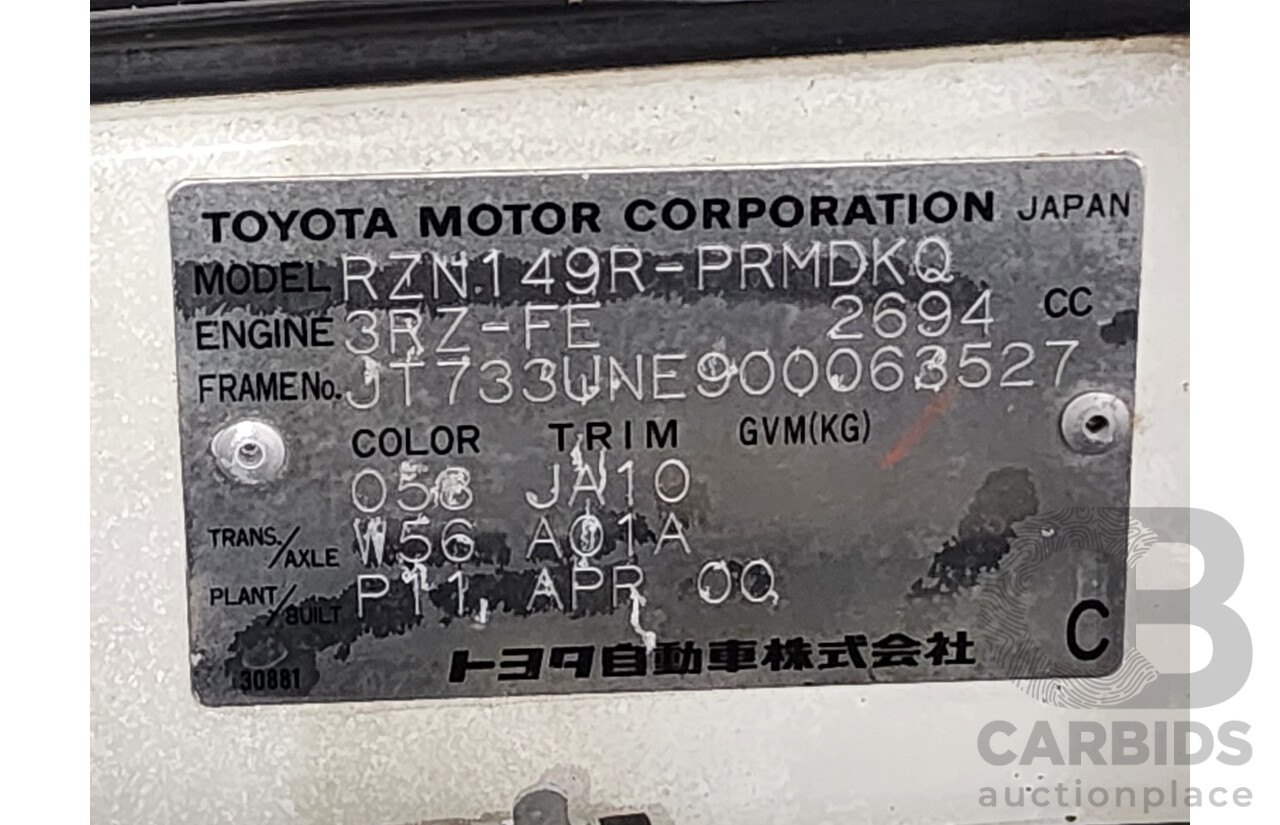 TOYOTA MOTOR CORPORATION JAPAN
MODEL RZN149R-PRMDKQ
ENGINE 3RZ-FE 2694 CC
FRAME No. JT733UNE900063527
COLOR TRIM GVM(KG)
058 JA10
TRANS./AXLE W56 A01A
PLANT/BUILT P11 APR 00
トヨタ自動車株式会社 C
30881
CARBIDS
auctionplace